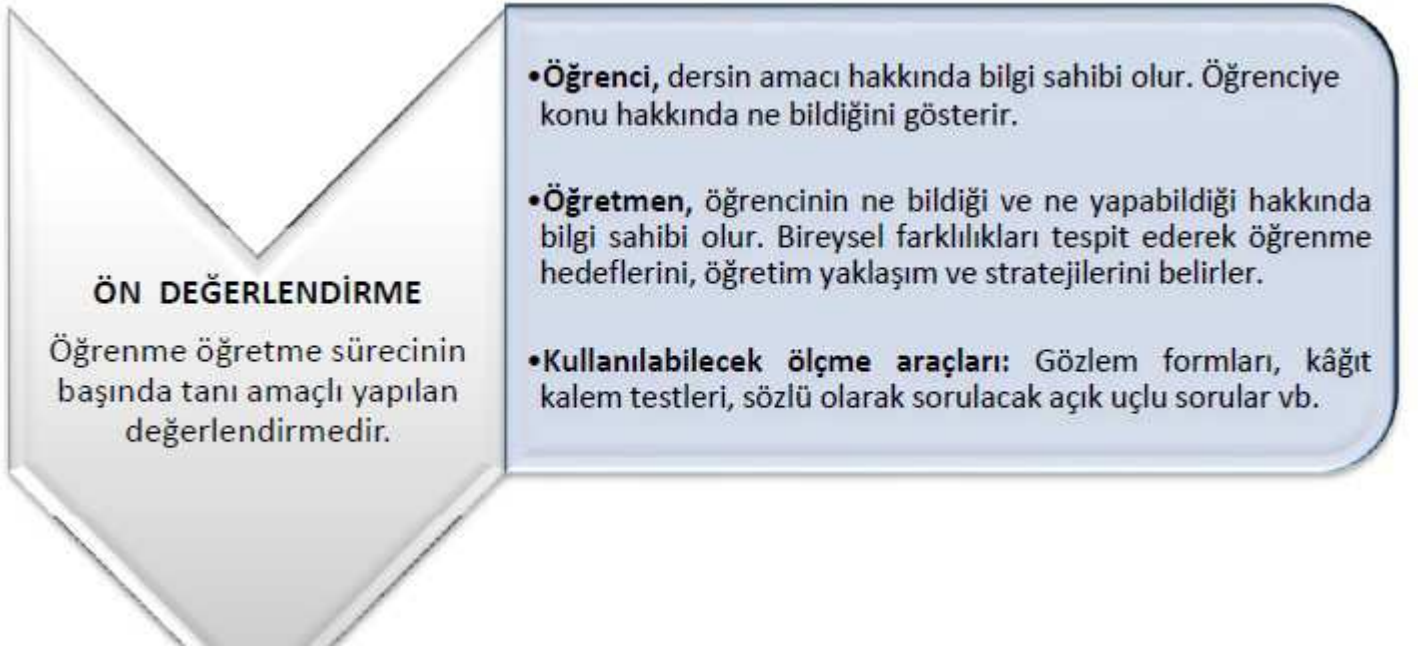 ÖN DEĞERLENDİRME
Öğrenme öğretme sürecinin
başında tanı amaçlı yapılan
değerlendirmedir.
•Öğrenci, dersin amacı hakkında bilgi sahibi olur. Öğrenciye
konu hakkında ne bildiğini gösterir.
•Öğretmen, öğrencinin ne bildiği ve ne yapabildiği hakkında
bilgi sahibi olur. Bireysel farklılıkları tespit ederek öğrenme
hedeflerini, öğretim yaklaşım ve stratejilerini belirler.
•Kullanılabilecek ölçme araçları: Gözlem formları, kâğıt
kalem testleri, sözlü olarak sorulacak açık uçlu sorular vb.